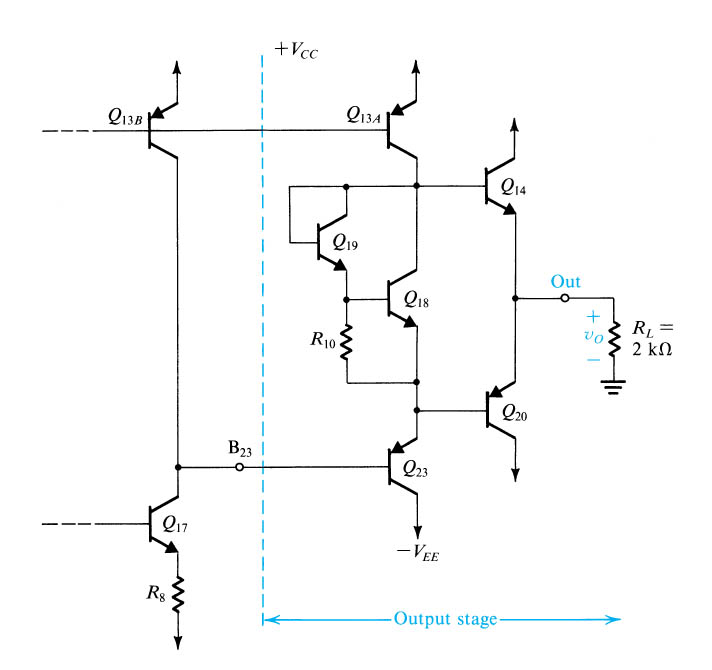 +V_CC
Q_13B
Q_13A
Q_14
Q_19
Out
Q_18
+
R_L =
v_O
R_10
2 kΩ
−
Q_20
B_23
Q_23
Q_17
−V_EE
R_8
Output stage